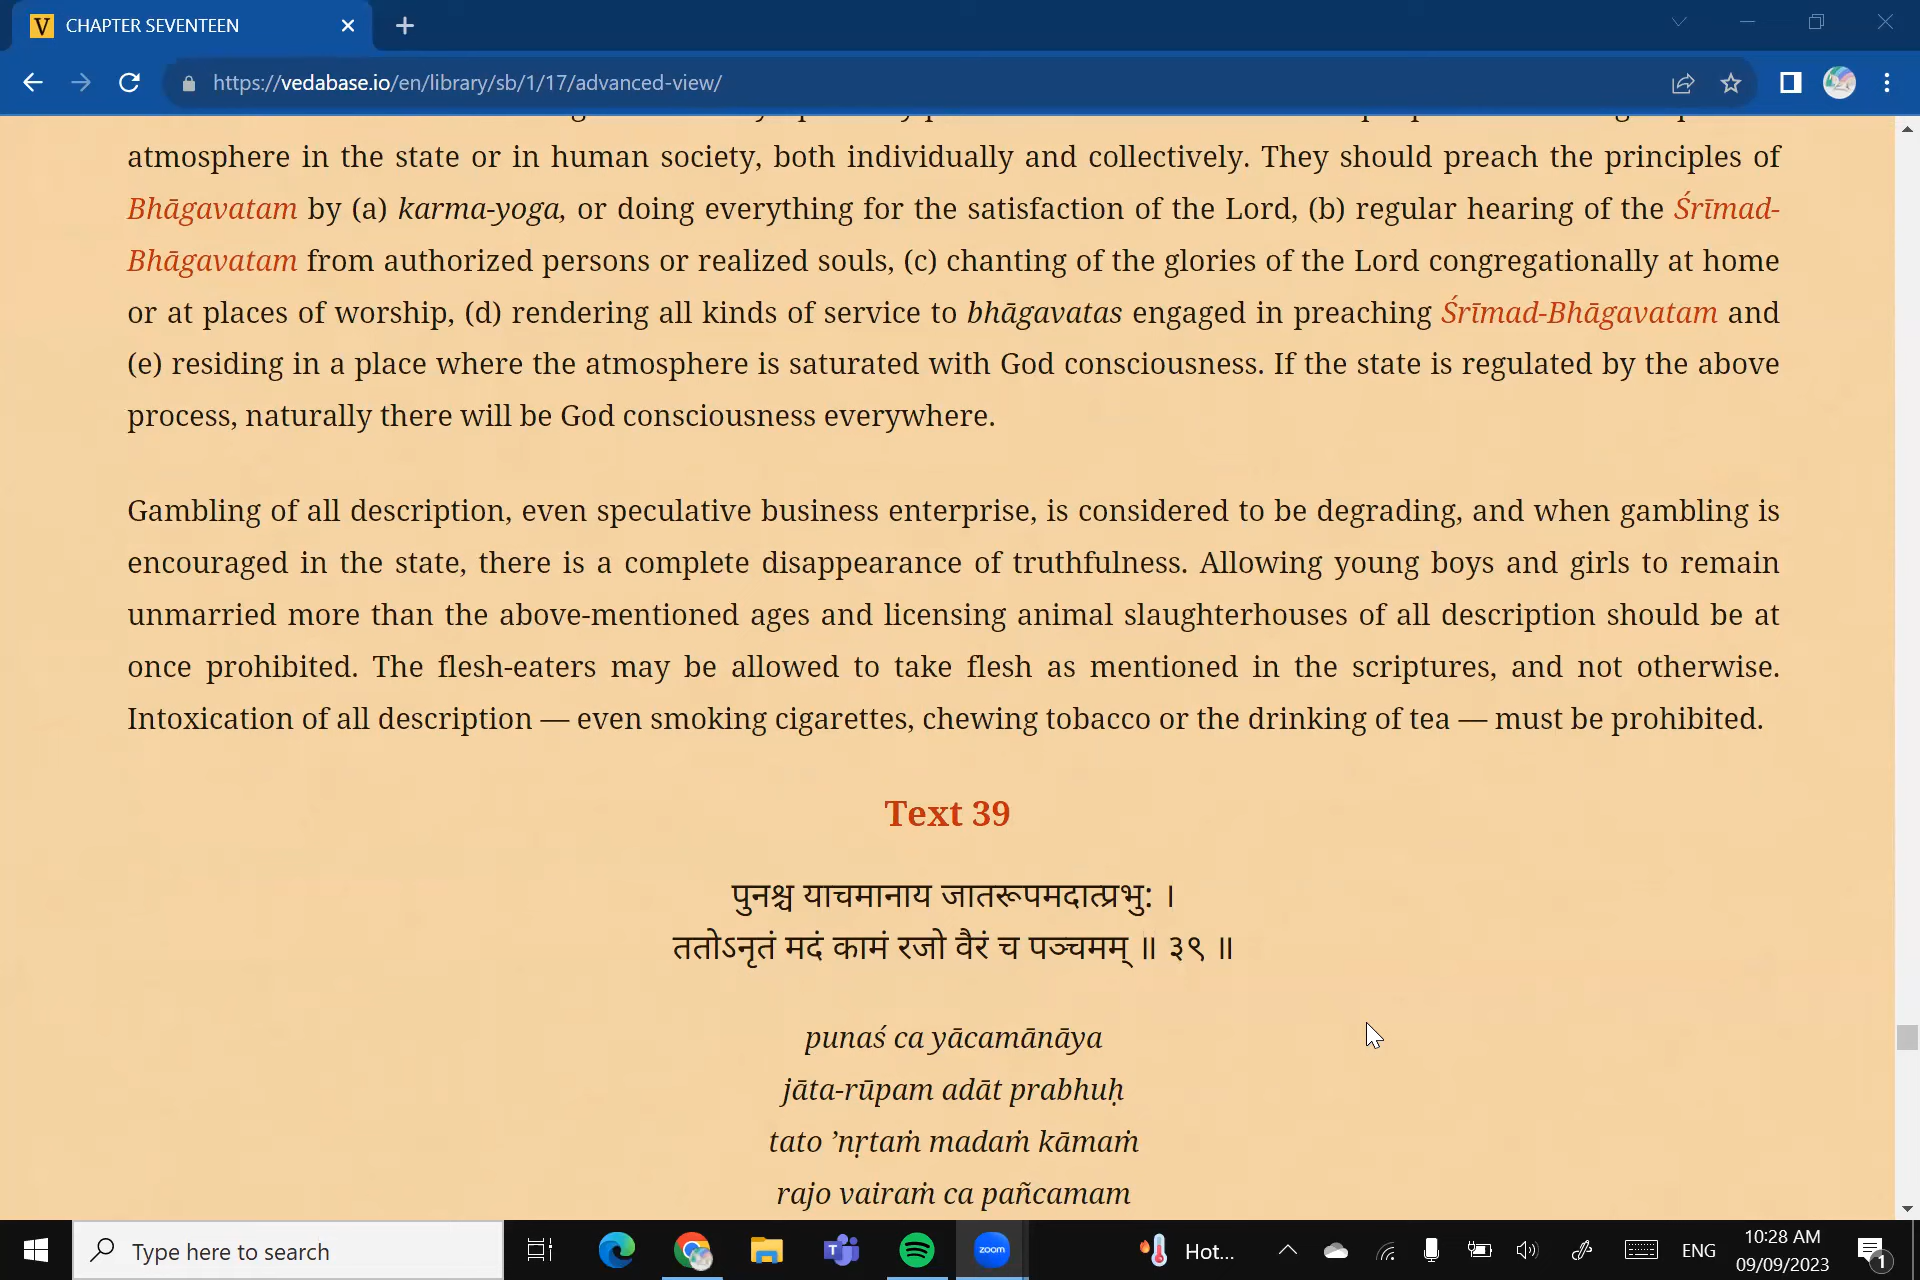 CHAPTER SEVENTEEN
https://vedabase.io/en/library/sb/1/17/advanced-view/
atmosphere in the state or in human society, both individually and collectively. They should preach the principles of
Bhāgavatam by (a) karma-yoga, or doing everything for the satisfaction of the Lord, (b) regular hearing of the Śrīmad-
Bhāgavatam from authorized persons or realized souls, (c) chanting of the glories of the Lord congregationally at home
or at places of worship, (d) rendering all kinds of service to bhāgavatas engaged in preaching Śrīmad-Bhāgavatam and
(e) residing in a place where the atmosphere is saturated with God consciousness. If the state is regulated by the above
process, naturally there will be God consciousness everywhere.
Gambling of all description, even speculative business enterprise, is considered to be degrading, and when gambling is
encouraged in the state, there is a complete disappearance of truthfulness. Allowing young boys and girls to remain
unmarried more than the above-mentioned ages and licensing animal slaughterhouses of all description should be at
once prohibited. The flesh-eaters may be allowed to take flesh as mentioned in the scriptures, and not otherwise.
Intoxication of all description — even smoking cigarettes, chewing tobacco or the drinking of tea — must be prohibited.
Text 39
पुनश्च याचमानाय जातरूपमदात्प्रभु: ।
ततोऽनृतं मदं कामं रजो वैरं च पञ्चमम् ॥ ३९ ॥
punaś ca yācamānāya
jāta-rūpam adāt prabhuḥ
tato ’nṛtaṁ madaṁ kāmaṁ
rajo vairaṁ ca pañcamam
Type here to search
zoom
Hot...
ENG
10:28 AM
09/09/2023
1